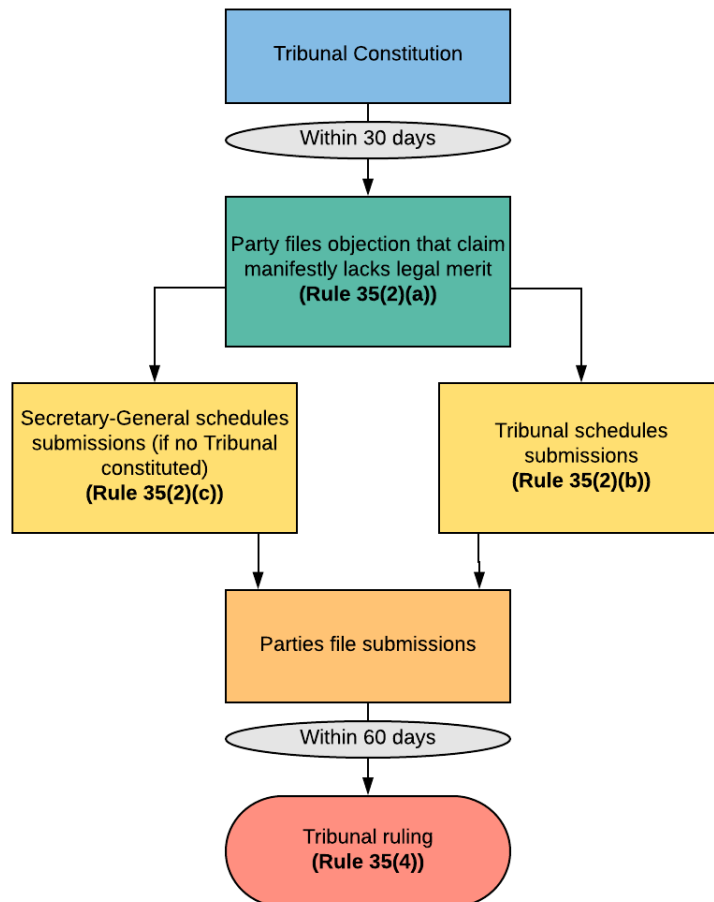 Tribunal Constitution
Within 30 days
Party files objection that claim
manifestly lacks legal merit
(Rule 35(2)(a))
Secretary-General schedules
submissions (if no Tribunal
constituted)
(Rule 35(2)(c))
Tribunal schedules
submissions
(Rule 35(2)(b))
Parties file submissions
Within 60 days
Tribunal ruling
(Rule 35(4))